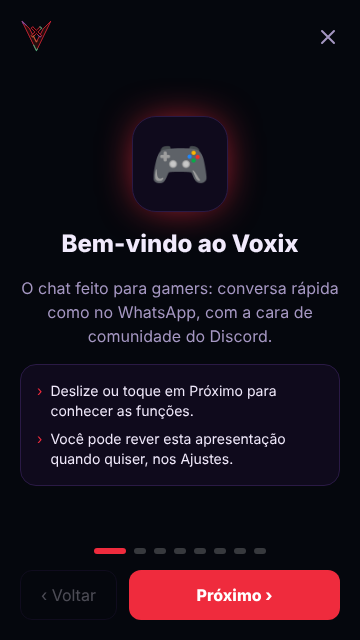 Bem-vindo ao Voxix
O chat feito para gamers: conversa rápida
como no WhatsApp, com a cara de
comunidade do Discord.
› Deslize ou toque em Próximo para
conhecer as funções.
› Você pode rever esta apresentação
quando quiser, nos Ajustes.
‹ Voltar
Próximo ›